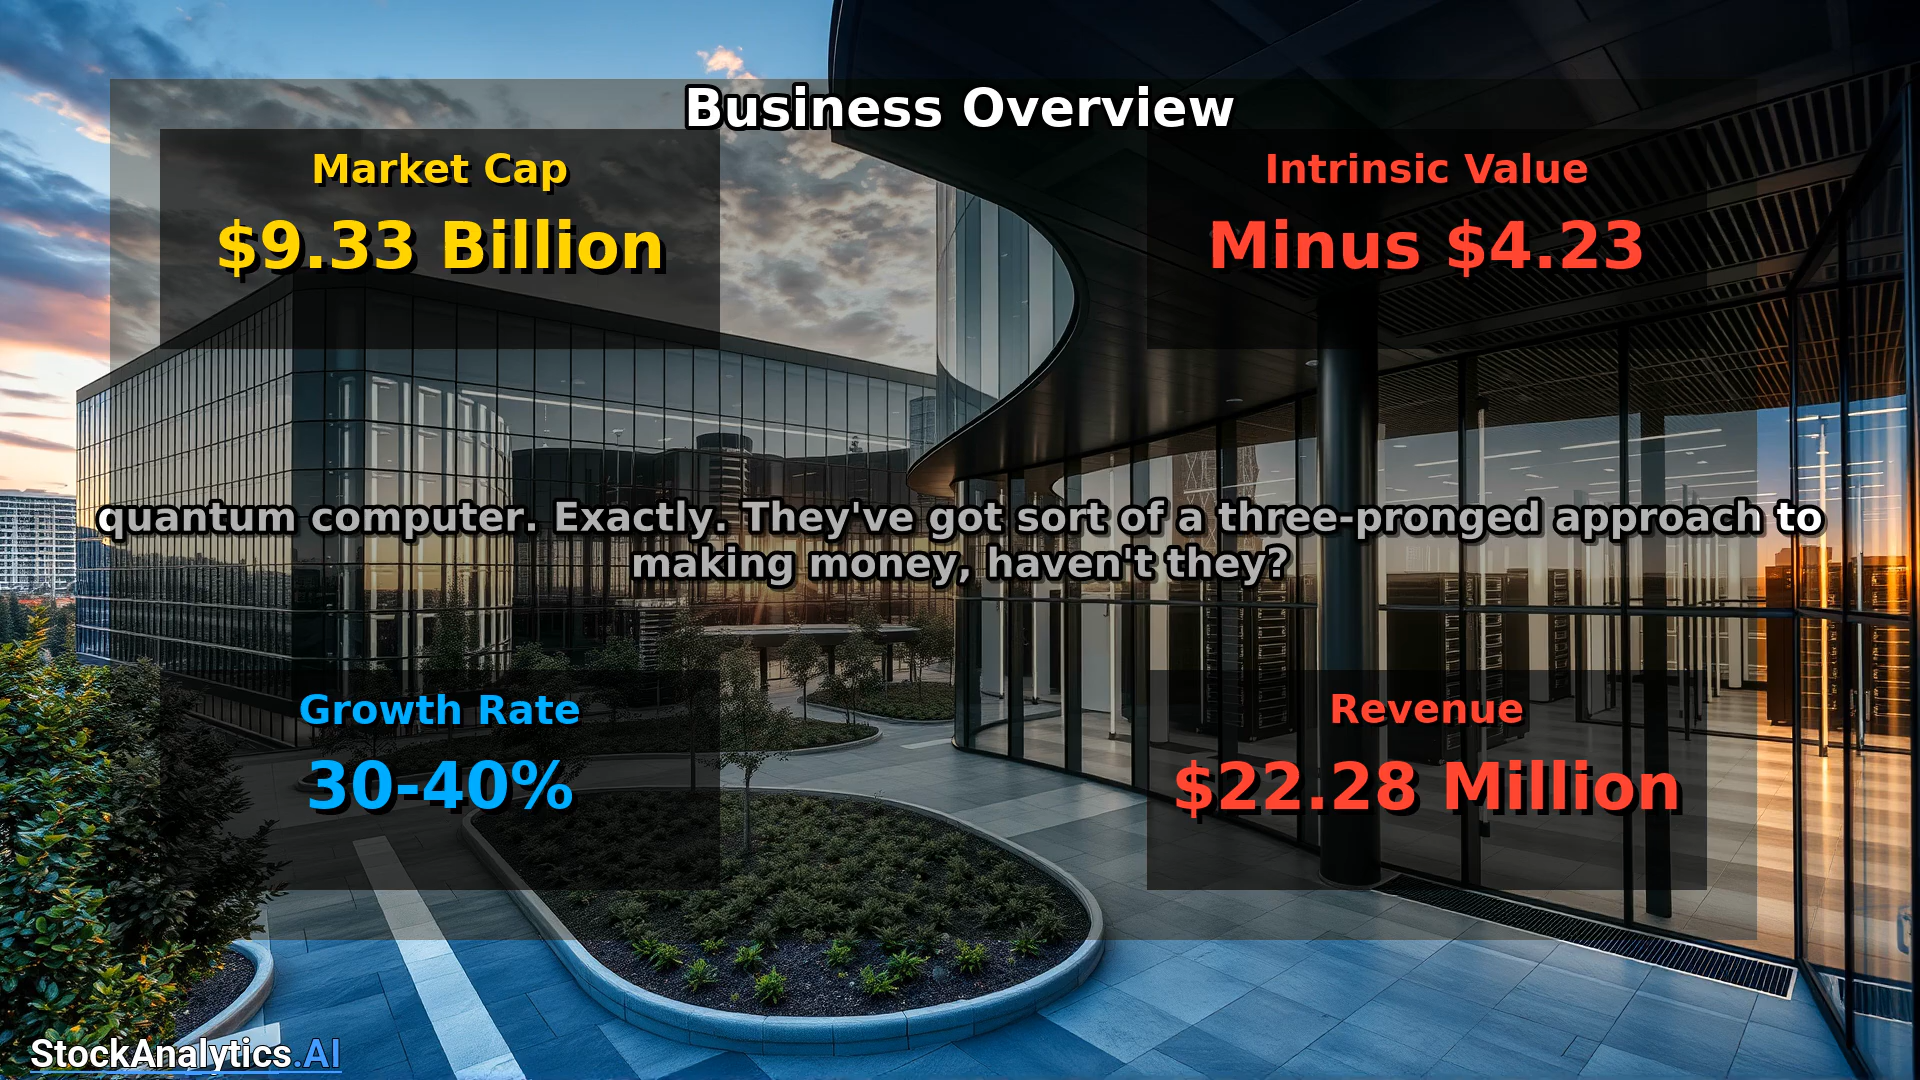 Business Overview
Market Cap
$9.33 Billion
Intrinsic Value
Minus $4.23
quantum computer. Exactly. They've got sort of a three-pronged approach to
making money, haven't they?
Growth Rate
30-40%
Revenue
$22.28 Million
StockAnalytics.AI